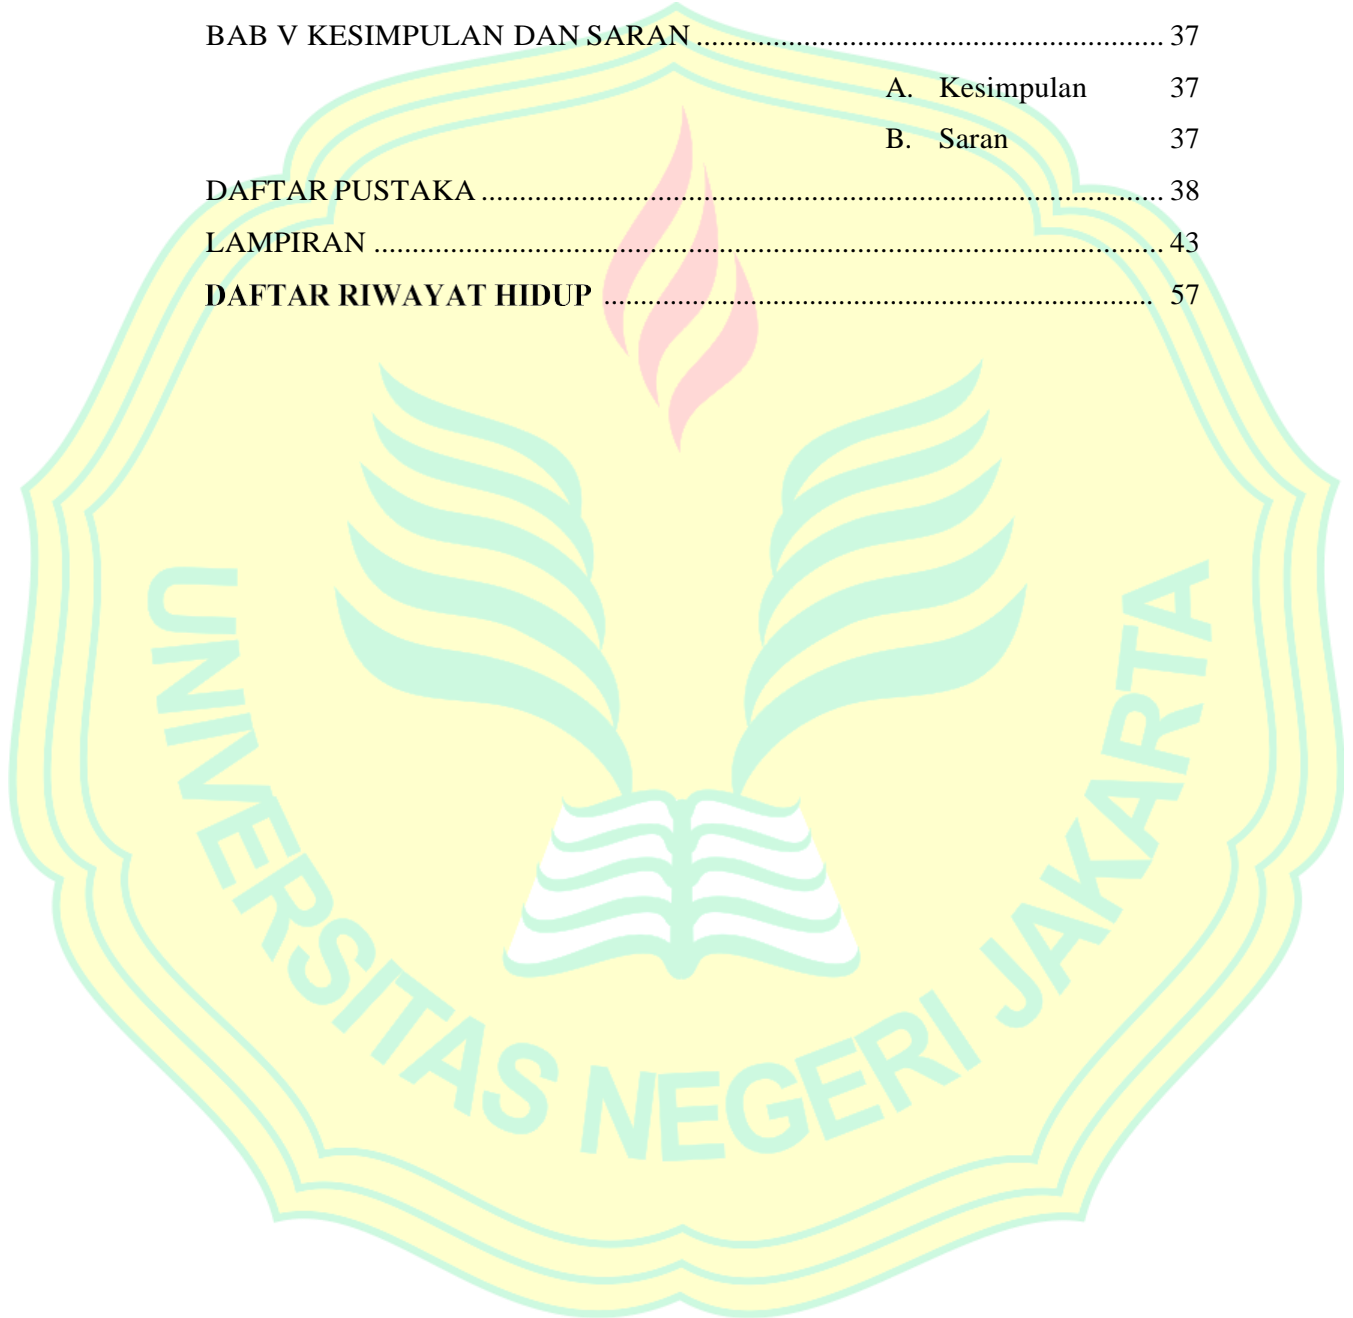 BAB V KESIMPULAN DAN SARAN ............................................................. 37
A. Kesimpulan 37
B. Saran 37
DAFTAR PUSTAKA ......................................................................................... 38
LAMPIRAN ....................................................................................................... 43
DAFTAR RIWAYAT HIDUP ........................................................................ 57
UNIVERSITAS NEGERI JAKARTA